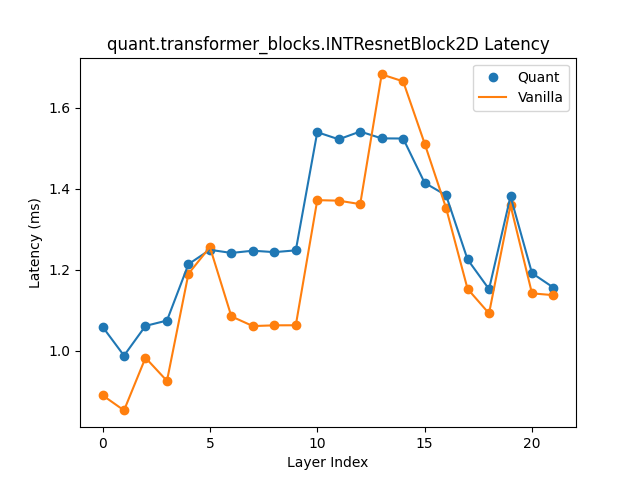 quant.transformer_blocks.INTResnetBlock2D Latency
Quant
Vanilla
1.6
1.4
1.2
1.0
Latency (ms)
0
5
10
15
20
Layer Index